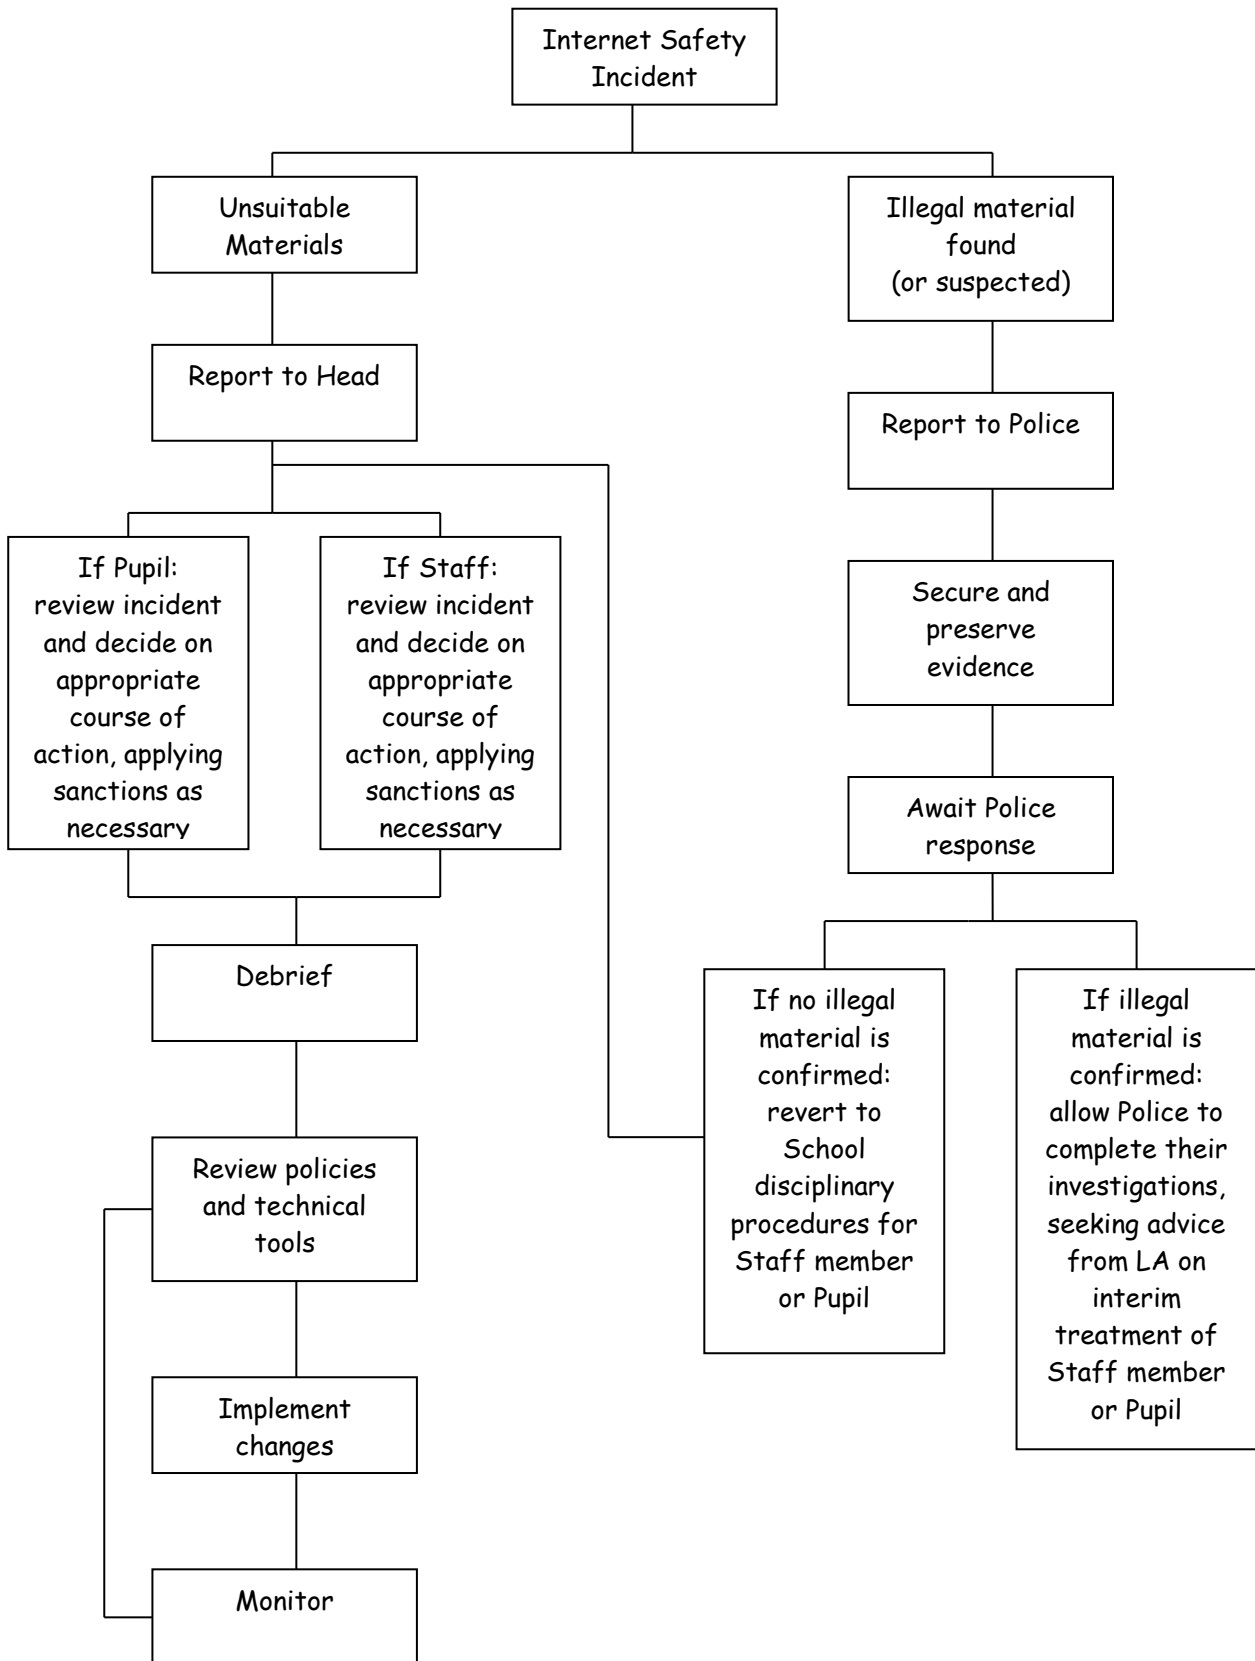 Internet Safety
Incident
Unsuitable
Materials
Illegal material
found
(or suspected)
Report to Head
Report to Police
If Pupil:
review incident
and decide on
appropriate
course of
action, applying
sanctions as
necessary
If Staff:
review incident
and decide on
appropriate
course of
action, applying
sanctions as
necessary
Secure and
preserve
evidence
Await Police
response
Debrief
If no illegal
material is
confirmed:
revert to
School
disciplinary
procedures for
Staff member
or Pupil
If illegal
material is
confirmed:
allow Police to
complete their
investigations,
seeking advice
from LA on
interim
treatment of
Staff member
or Pupil
Review policies
and technical
tools
Implement
changes
Monitor